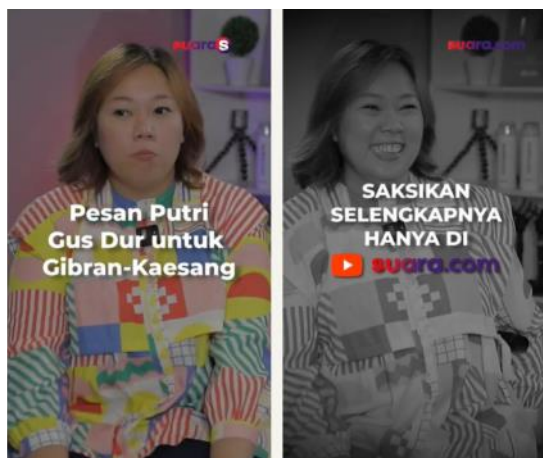 suara S
Pesan Putri
Gus Dur untuk
Gibran-Kaesang
suara.com
SAKSIKAN
SELENGKAPNYA
HANYA DI
suara.com